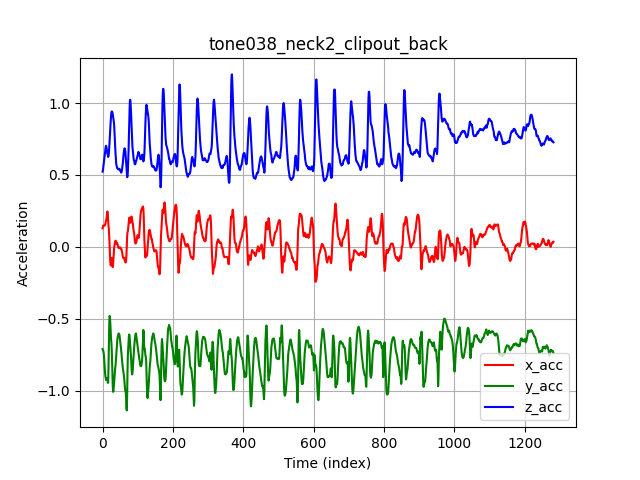 tone038_neck2_clipout_back
Acceleration
1.0
0.5
0.0
−0.5
−1.0
x_acc
y_acc
z_acc
0 200 400 600 800 1000 1200
Time (index)